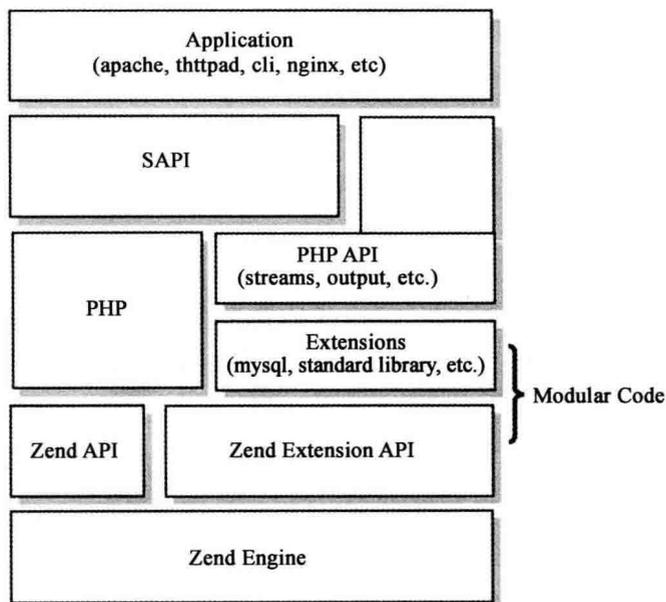 Application
(apache, thttpad, cli, nginx, etc)
SAPI
PHP API
(streams, output, etc.)
PHP
Extensions
(mysql, standard library, etc.)
Modular Code
Zend API
Zend Extension API
Zend Engine